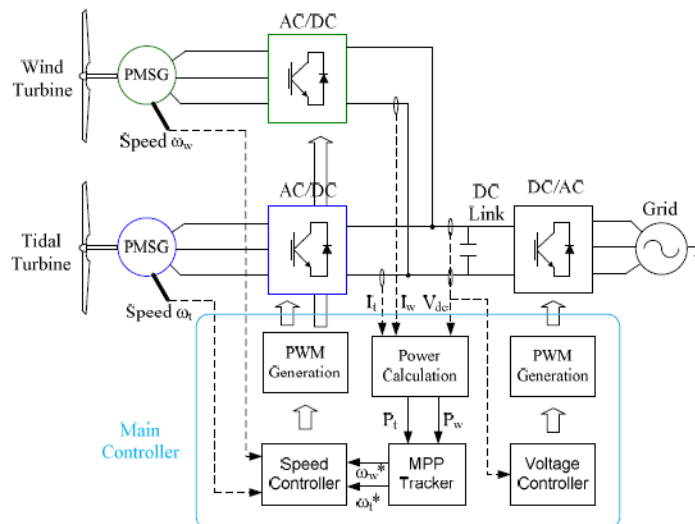 AC/DC
Wind
Turbine
PMSG
Speed ωw
AC/DC
DC
Link
DC/AC
Grid
Tidal
Turbine
PMSG
Speed ωt
It
Iw
Vdc
PWM
Generation
Power
Calculation
PWM
Generation
Pt
Pw
Main
Controller
Speed
Controller
ωw*
ωt*
MPP
Tracker
Voltage
Controller